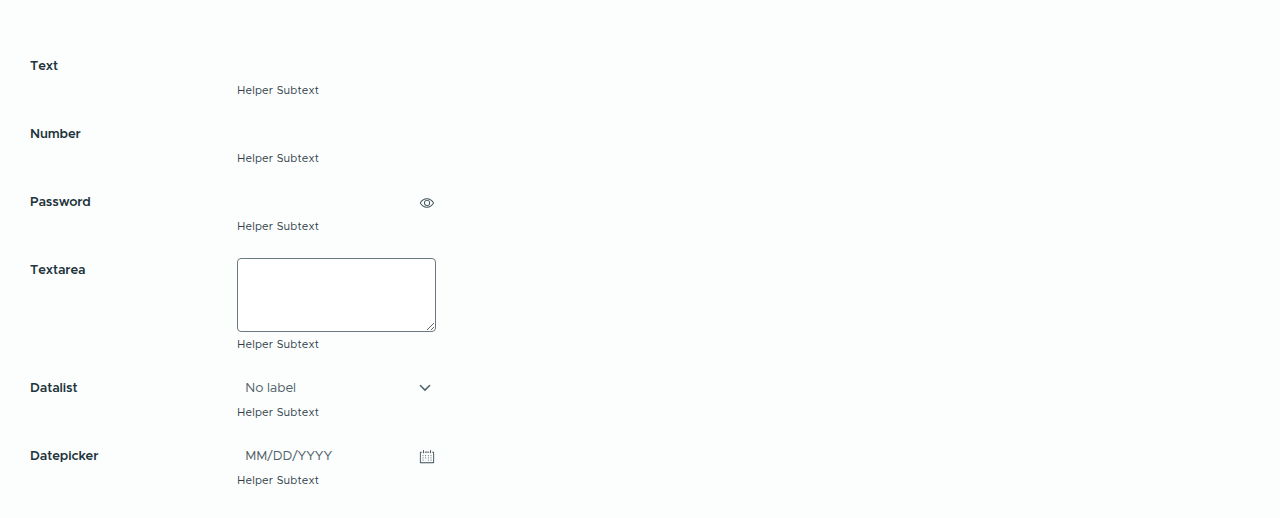 Text
Helper Subtext
Number
Helper Subtext
Password
Helper Subtext
Textarea
Helper Subtext
Datalist No label
Helper Subtext
Datepicker MM/DD/YYYY
Helper Subtext